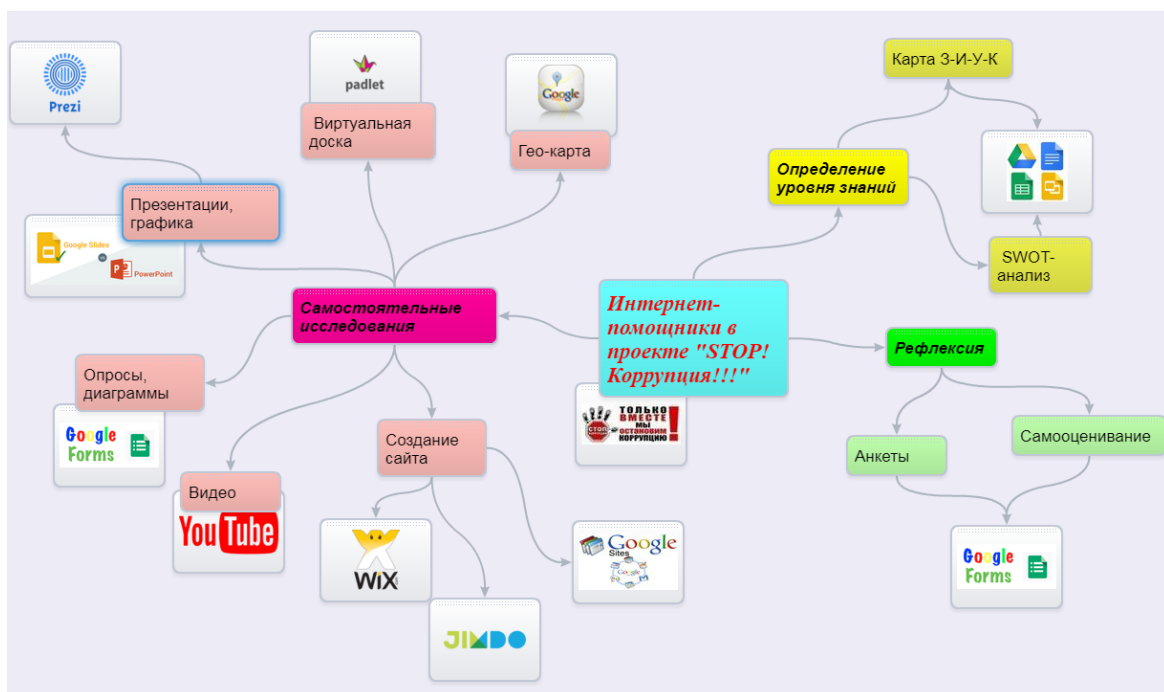 Prezi
padlet
Виртуальная
доска
Google
Гео-карта
Карта З-И-У-К
Определение
уровня знаний
SWOT-
анализ
Презентации,
графика
Google Slides
PowerPoint
Самостоятельные
исследования
Интернет-
помощники в
проекте "STOP!
Коррупция!!!"
ТОЛЬКО
ВМЕСТЕ
МЫ
СТОП
ОСТАНОВИМ
КОРРУПЦИЮ
Рефлексия
Опросы,
диаграммы
Google
Forms
Видео
YouTube
Создание
сайта
WiX
JIMDO
Google
Sites
Google
Анкеты
Самооценивание
Google
Forms